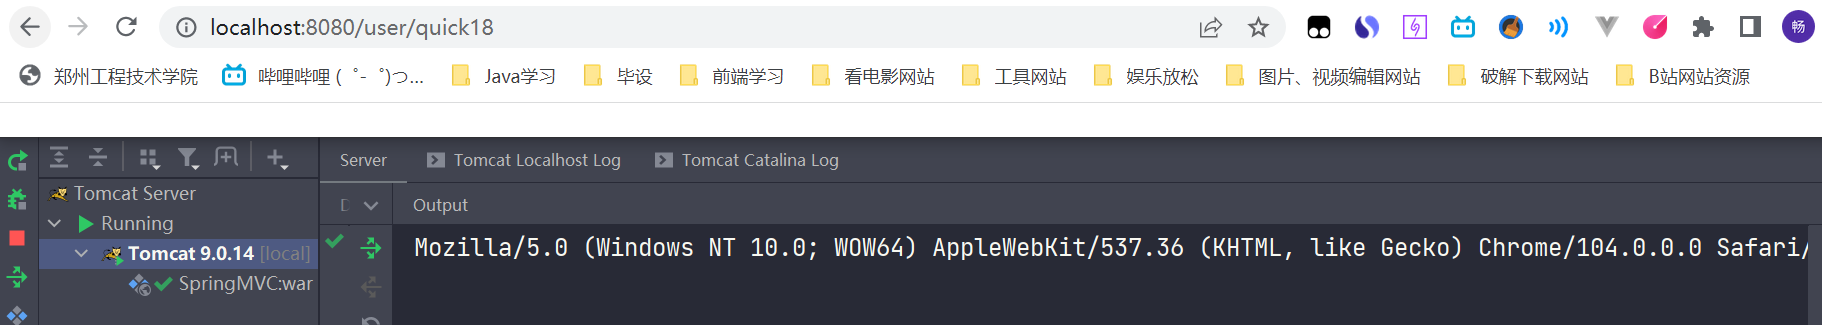 localhost:8080/user/quick18
畅
郑州工程技术学院 哔哩哔哩 ( ゜- ゜)つ... Java学习 毕设 前端学习 看电影网站 工具网站 娱乐放松 图片、视频编辑网站 破解下载网站 B站网站资源
Server Tomcat Localhost Log Tomcat Catalina Log
Tomcat Server
Output
Running
Mozilla/5.0 (Windows NT 10.0; WOW64) AppleWebKit/537.36 (KHTML, like Gecko) Chrome/104.0.0.0 Safari/
Tomcat 9.0.14 [local]
SpringMVC:war